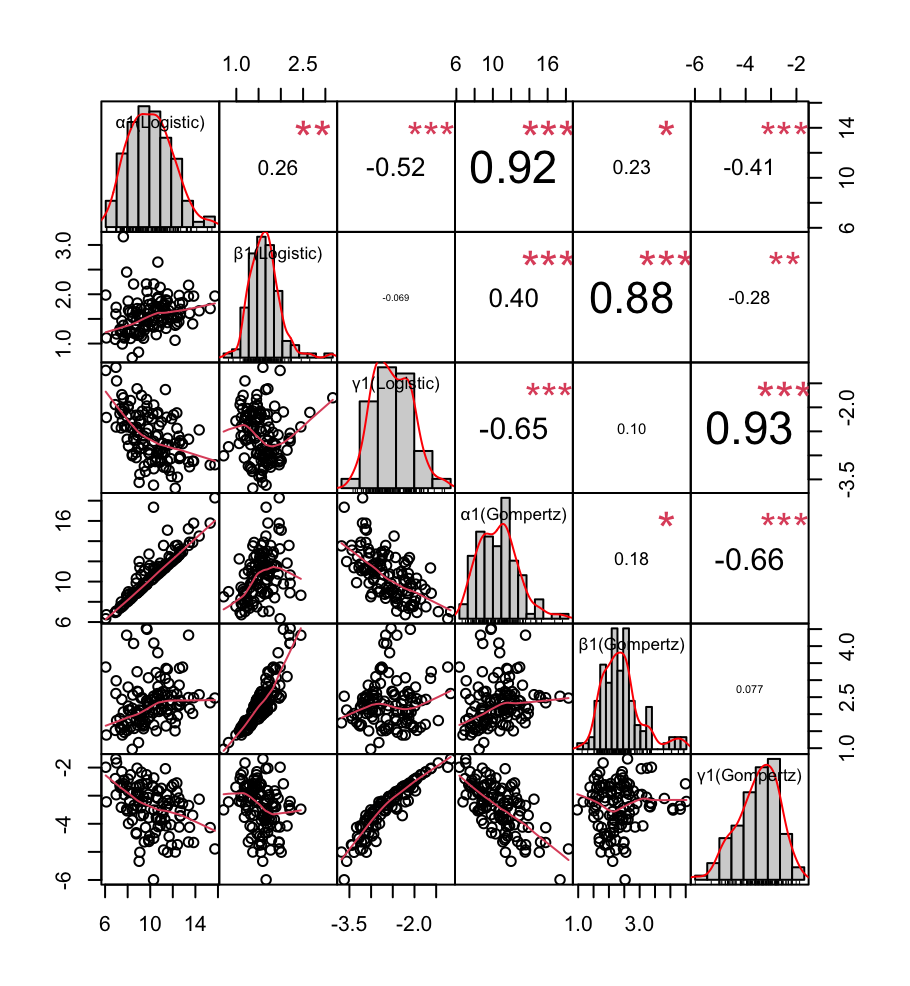 1.0 2.5 6 10 16 -6 -4 -2
α1(Logistic) ** *** *** * ***
0.26 -0.52 0.92 0.23 -0.41
6 10 14
β1(Logistic) *** *** **
-0.069 0.40 0.88 -0.28
1.0 2.0 3.0
γ1(Logistic) *** ***
-0.65 0.10 0.93
-3.5 -2.0
α1(Gompertz) * ***
0.18 -0.66
6 10 16
β1(Gompertz)
0.077
1.0 2.5 4.0
γ1(Gompertz)
-2
-4
-6
6 10 14 -3.5 -2.0 1.0 3.0